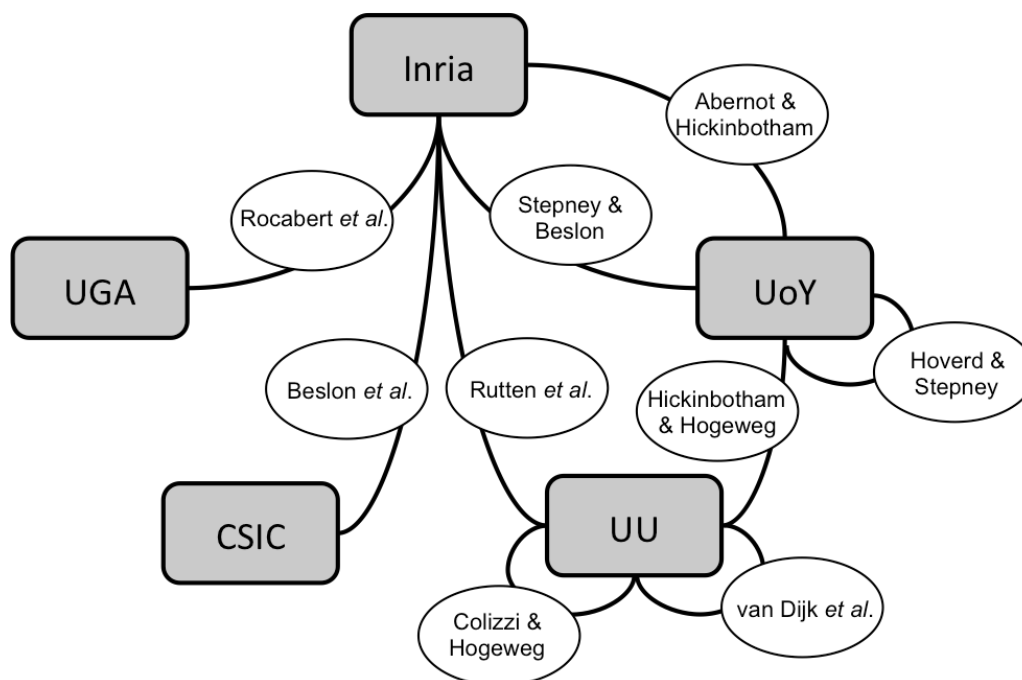 Inria
Abernot &
Hickinbotham
Rocabert et al.
Stepney &
Beslon
UGA
UoY
Hoverd &
Stepney
Beslon et al.
Rutten et al.
Hickinbotham
& Hogeweg
CSIC
UU
Colizzi &
Hogeweg
van Dijk et al.